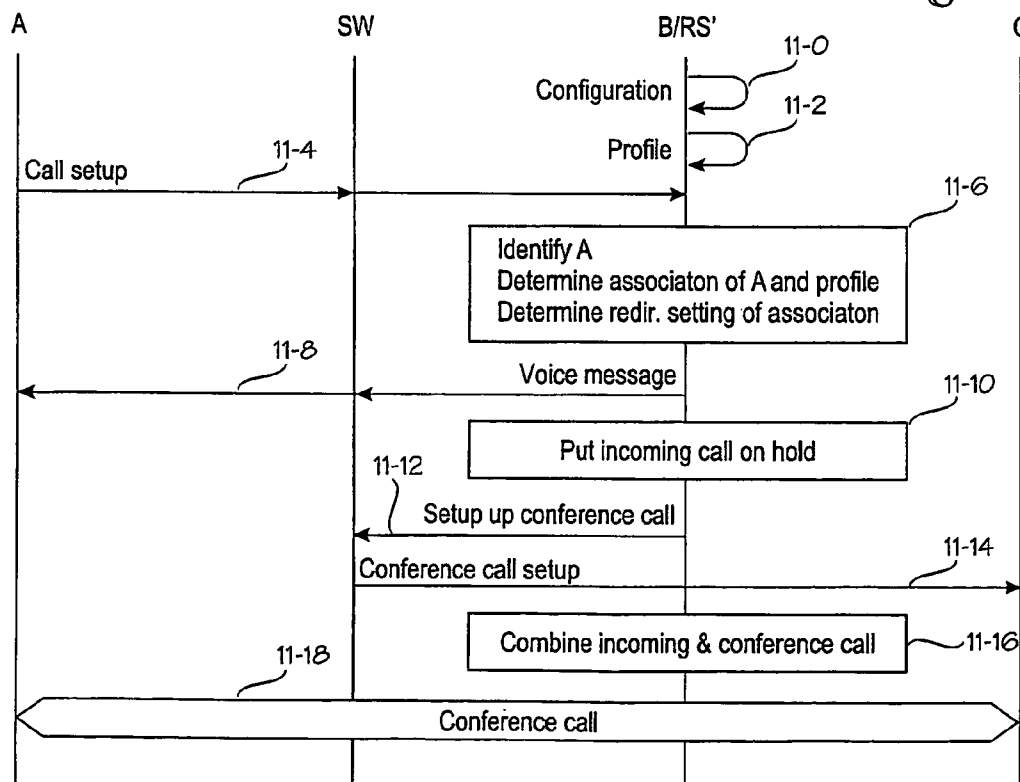 A
SW
B/RS'
11-0
Configuration
11-2
Profile
11-4
Call setup
11-6
Identify A
Determine associaton of A and profile
Determine redir. setting of associaton
11-8
Voice message
11-10
Put incoming call on hold
11-12
Setup up conference call
11-14
Conference call setup
Combine incoming & conference call
11-16
11-18
Conference call